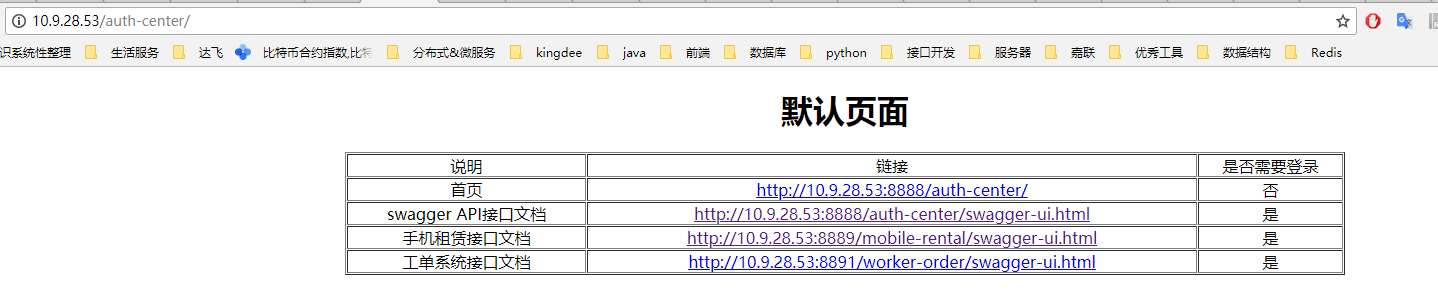 10.9.28.53/auth-center/
识系统性整理 生活服务 达飞 比特币合约指数,比特 分布式&微服务 kingdee java 前端 数据库 python 接口开发 服务器 嘉联 优秀工具 数据结构 Redis
默认页面
说明 链接 是否需要登录
首页 http://10.9.28.53:8888/auth-center/ 否
swagger API接口文档 http://10.9.28.53:8888/auth-center/swagger-ui.html 是
手机租赁接口文档 http://10.9.28.53:8889/mobile-rental/swagger-ui.html 是
工单系统接口文档 http://10.9.28.53:8891/worker-order/swagger-ui.html 是